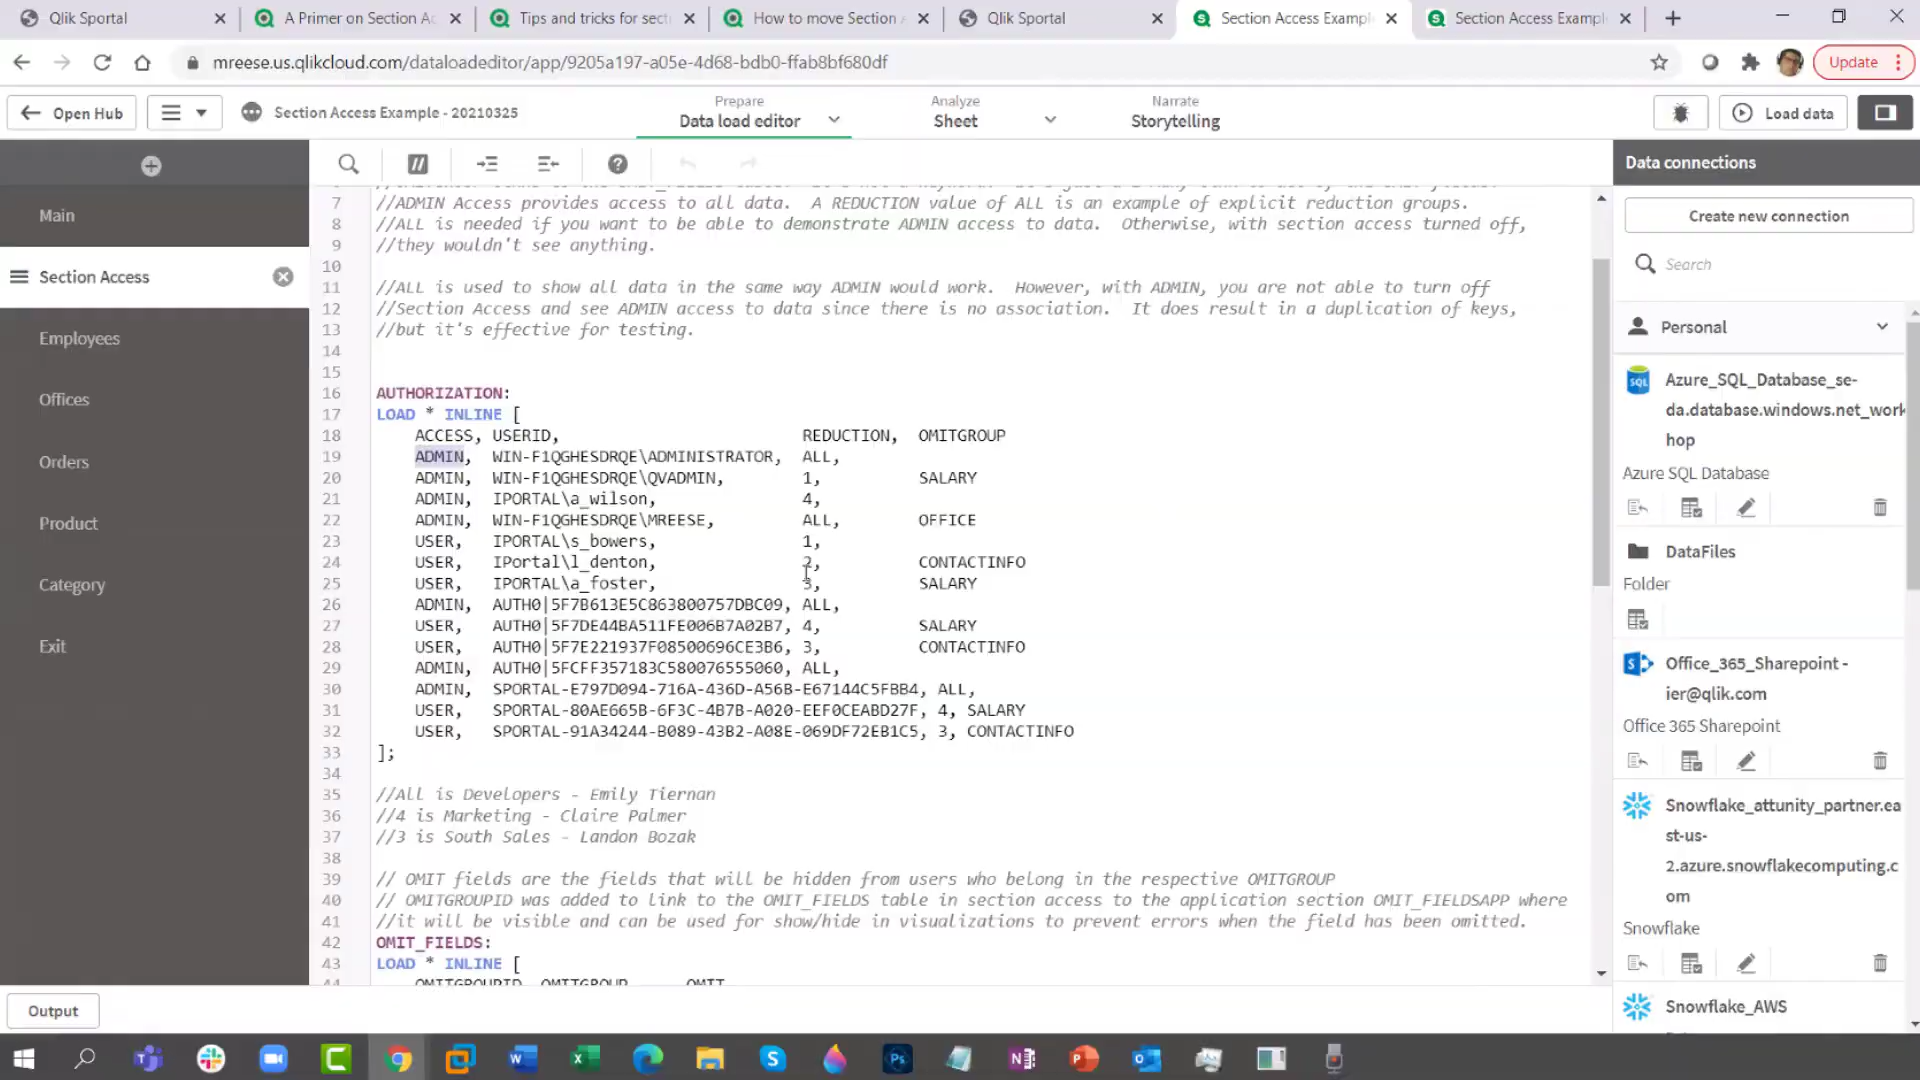 Qlik Sportal
A Primer on Section Ac
Tips and tricks for secti
How to move Section A
Qlik Sportal
Section Access Example
Section Access Example
mreese.us.qlikcloud.com/dataloadeditor/app/9205a197-a05e-4d68-bdb0-ffab8bf680df
Update
Open Hub
Section Access Example - 20210325
Prepare
Data load editor
Analyze
Sheet
Narrate
Storytelling
Load data
Main
Section Access
Employees
Offices
Orders
Product
Category
Exit
7 //ADMIN Access provides access to all data. A REDUCTION value of ALL is an example of explicit reduction groups.
8 //ALL is needed if you want to be able to demonstrate ADMIN access to data. Otherwise, with section access turned off,
9 //they wouldn't see anything.
10
11 //ALL is used to show all data in the same way ADMIN would work. However, with ADMIN, you are not able to turn off
12 //Section Access and see ADMIN access to data since there is no association. It does result in a duplication of keys,
13 //but it's effective for testing.
14
15
16 AUTHORIZATION:
17 LOAD * INLINE [
18 ACCESS, USERID, REDUCTION, OMITGROUP
19 ADMIN, WIN-F1QGHESDRQE\ADMINISTRATOR, ALL,
20 ADMIN, WIN-F1QGHESDRQE\QVADMIN, 1, SALARY
21 ADMIN, IPORTAL\a_wilson, 4,
22 ADMIN, WIN-F1QGHESDRQE\MREESE, ALL, OFFICE
23 USER, IPORTAL\s_bowers, 1,
24 USER, IPortal\l_denton, 2, CONTACTINFO
25 USER, IPORTAL\a_foster, 3, SALARY
26 ADMIN, AUTH0|5F7B613E5C863800757DBC09, ALL,
27 USER, AUTH0|5F7DE44BA511FE006B7A02B7, 4, SALARY
28 USER, AUTH0|5F7E221937F08500696CE3B6, 3, CONTACTINFO
29 ADMIN, AUTH0|5FCFF357183C580076555060, ALL,
30 ADMIN, SPORTAL-E797D094-716A-436D-A56B-E67144C5FBB4, ALL,
31 USER, SPORTAL-80AE665B-6F3C-4B7B-A020-EEF0CEABD27F, 4, SALARY
32 USER, SPORTAL-91A34244-B089-43B2-A08E-069DF72EB1C5, 3, CONTACTINFO
33 ];
34
35 //All is Developers - Emily Tiernan
36 //4 is Marketing - Claire Palmer
37 //3 is South Sales - Landon Bozak
38
39 // OMIT fields are the fields that will be hidden from users who belong in the respective OMITGROUP
40 // OMITGROUPID was added to link to the OMIT_FIELDS table in section access to the application section OMIT_FIELDSAPP where
41 //it will be visible and can be used for show/hide in visualizations to prevent errors when the field has been omitted.
42 OMIT_FIELDS:
43 LOAD * INLINE [
44 OMITGROUPID, OMITGROUP, OMIT
Data connections
Create new connection
Search
Personal
Azure_SQL_Database_se-
da.database.windows.net_work
hop
Azure SQL Database
DataFiles
Folder
Office_365_Sharepoint -
ier@qlik.com
Office 365 Sharepoint
Snowflake_attunity_partner.ea
st-us-
2.azure.snowflakecomputing.c
om
Snowflake
Snowflake_AWS
Output